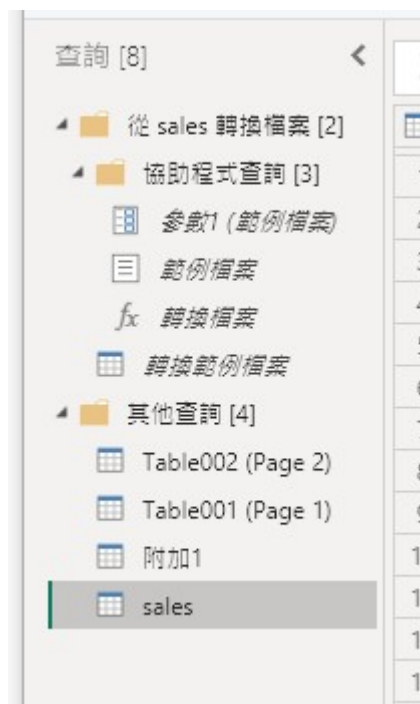 查詢 [8]
從 sales 轉換檔案 [2]
協助程式查詢 [3]
參數1 (範例檔案)
範例檔案
fx 轉換檔案
轉換範例檔案
其他查詢 [4]
Table002 (Page 2)
Table001 (Page 1)
附加1
sales